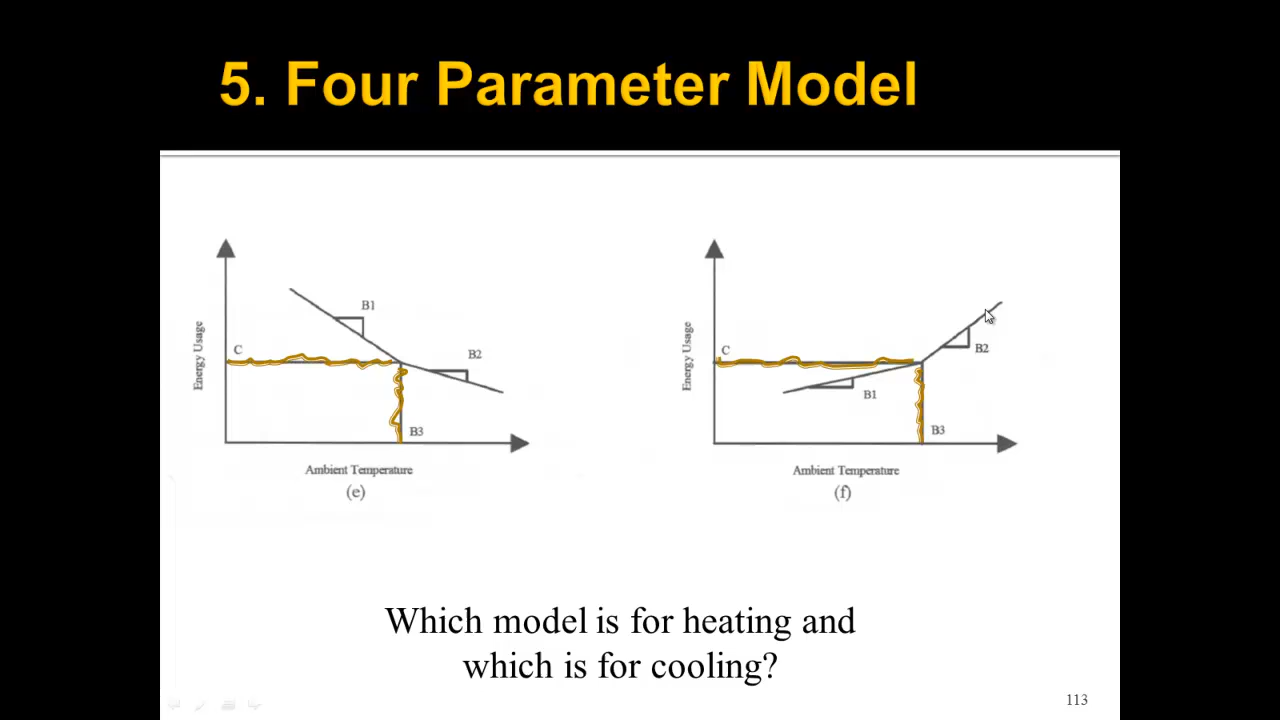 5. Four Parameter Model
Energy Usage
C
B1
B2
B3
Ambient Temperature
(e)
Energy Usage
C
B2
B1
B3
Ambient Temperature
(f)
Which model is for heating and
which is for cooling?
113